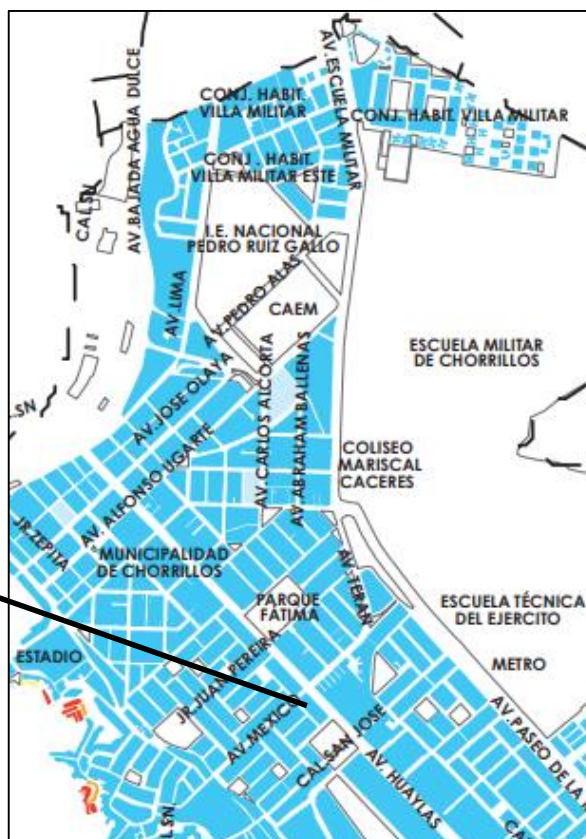 AV.ESCUELA MILITAR
AV.BAJADA AGUA DULCE
CONJ. HABIT.
VILLA MILITAR
CONJ. HABIT. VILLA MILITAR
CONJ . HABIT.
VILLA MILITAR ESTE
CAL.SN
I.E. NACIONAL
PEDRO RUIZ GALLO
AV.PEDRO ALAS
AV.LIMA
CAEM
ESCUELA MILITAR
DE CHORRILLOS
.SN
AV.JOSE OLAYA
AV.CARLOS ALCORTA
AV.ABRAHAM BALLENAS
AV. ALFONSO UGARTE
COLISEO
MARISCAL
CACERES
JR.ZEPITA
MUNICIPALIDAD
DE CHORRILLOS
AV.TERAN
PARQUE
FATIMA
ESCUELA TÉCNICA
DEL EJERCITO
ESTADIO
METRO
JR.JUAN PEREIRA
AV.MEXICO
CAL.SAN JOSE
AV.HUAYLAS
AV.PASEO DE LA
CAL.SN